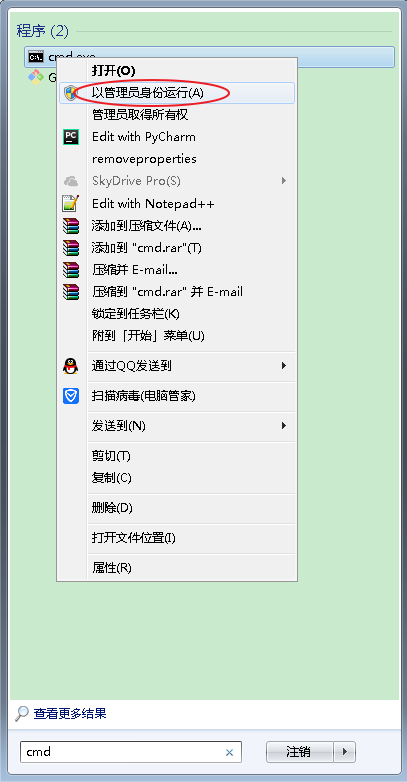 程序 (2)
cmd.exe
G
打开(O)
以管理员身份运行(A)
管理员取得所有权
PC
Edit with PyCharm
removeproperties
SkyDrive Pro(S)
Edit with Notepad++
添加到压缩文件(A)...
添加到 "cmd.rar"(T)
压缩并 E-mail...
压缩到 "cmd.rar" 并 E-mail
锁定到任务栏(K)
附到「开始」菜单(U)
通过QQ发送到
扫描病毒(电脑管家)
发送到(N)
剪切(T)
复制(C)
删除(D)
打开文件位置(I)
属性(R)
查看更多结果
cmd
注销